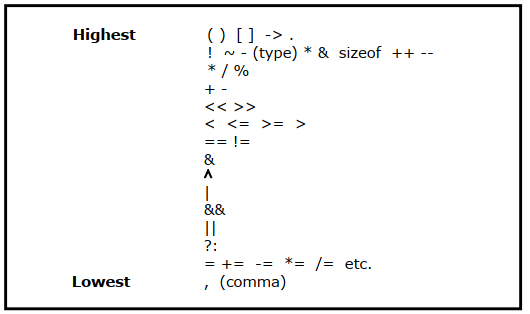 Highest ( ) [ ] -> .
! ~ - (type) * & sizeof ++ --
* / %
+ -
<< >>
< <= >= >
== !=
&
^
|
&&
||
?:
= += -= *= /= etc.
Lowest , (comma)